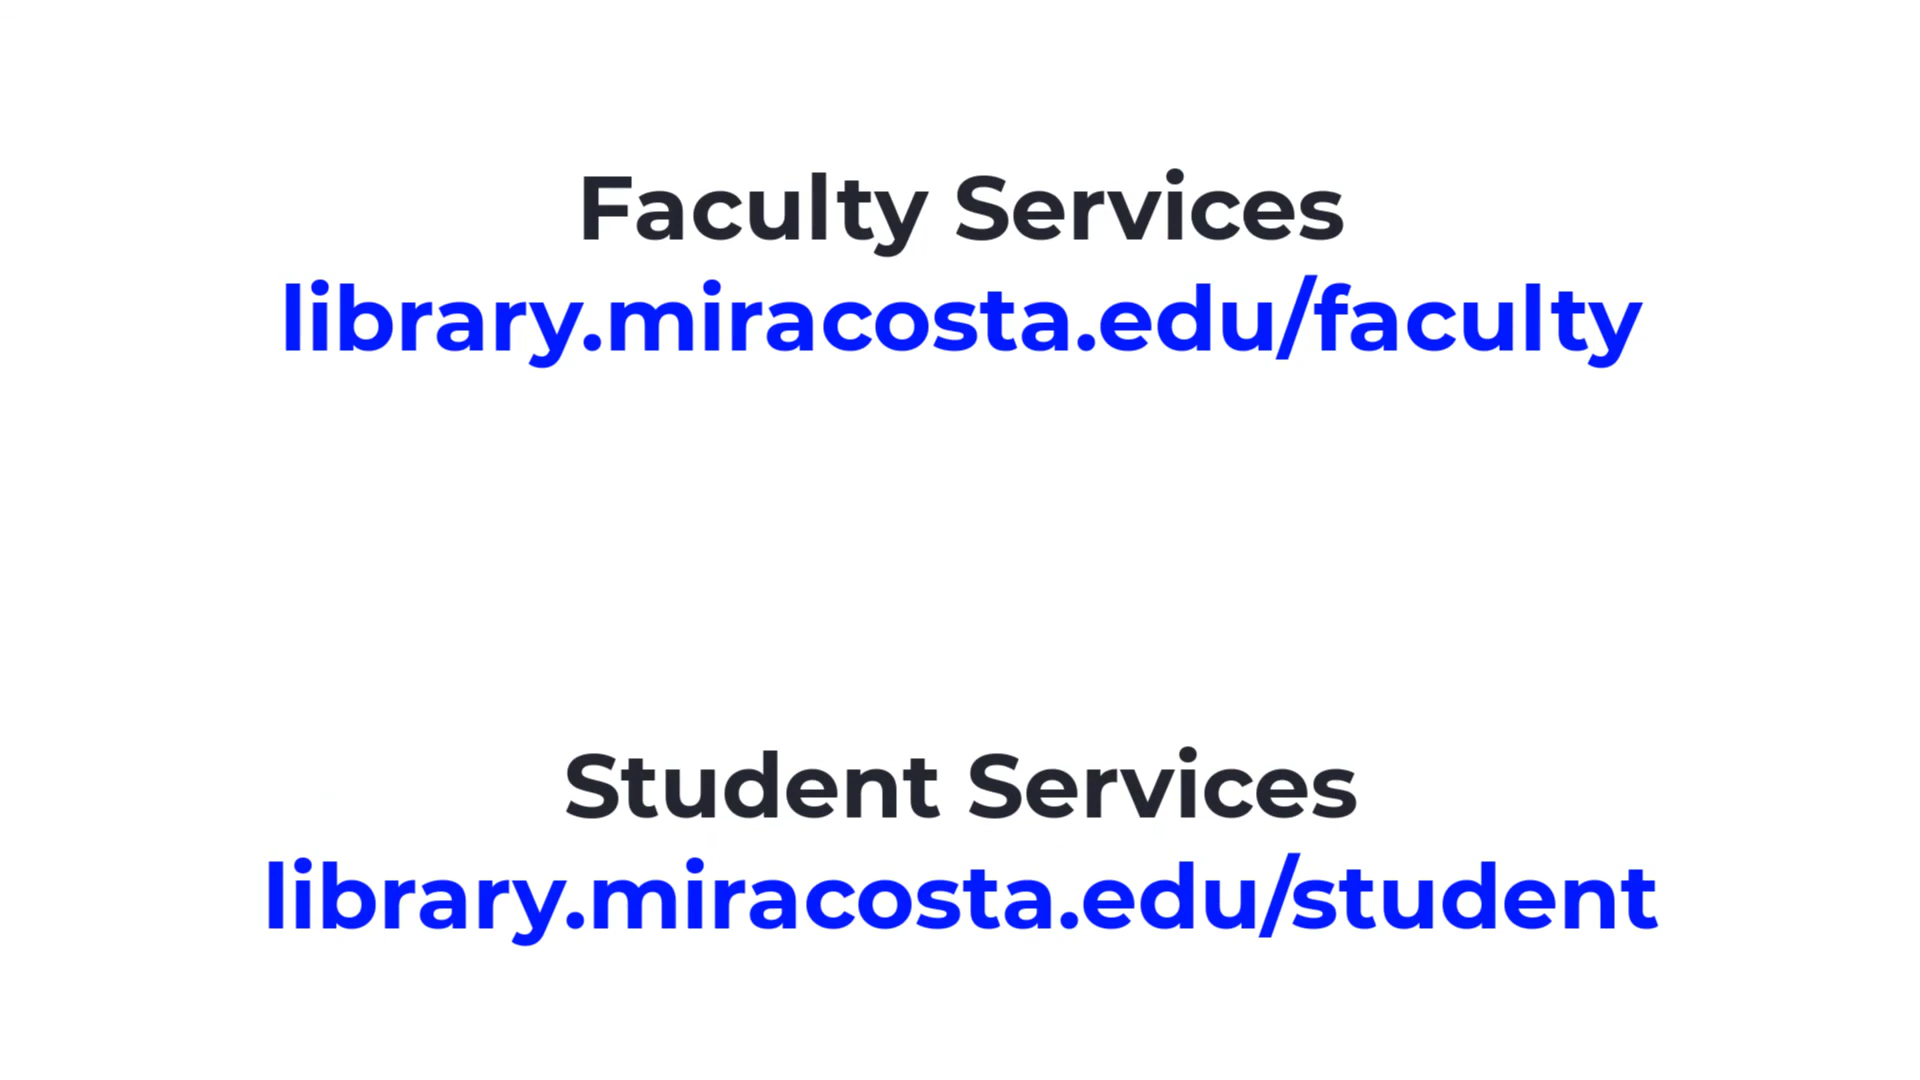 Faculty Services
library.miracosta.edu/faculty
Student Services
library.miracosta.edu/student